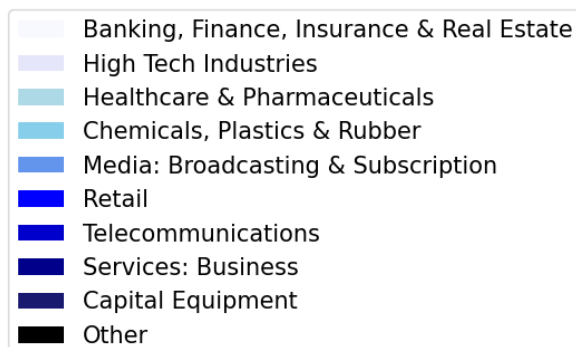 Banking, Finance, Insurance & Real Estate
High Tech Industries
Healthcare & Pharmaceuticals
Chemicals, Plastics & Rubber
Media: Broadcasting & Subscription
Retail
Telecommunications
Services: Business
Capital Equipment
Other